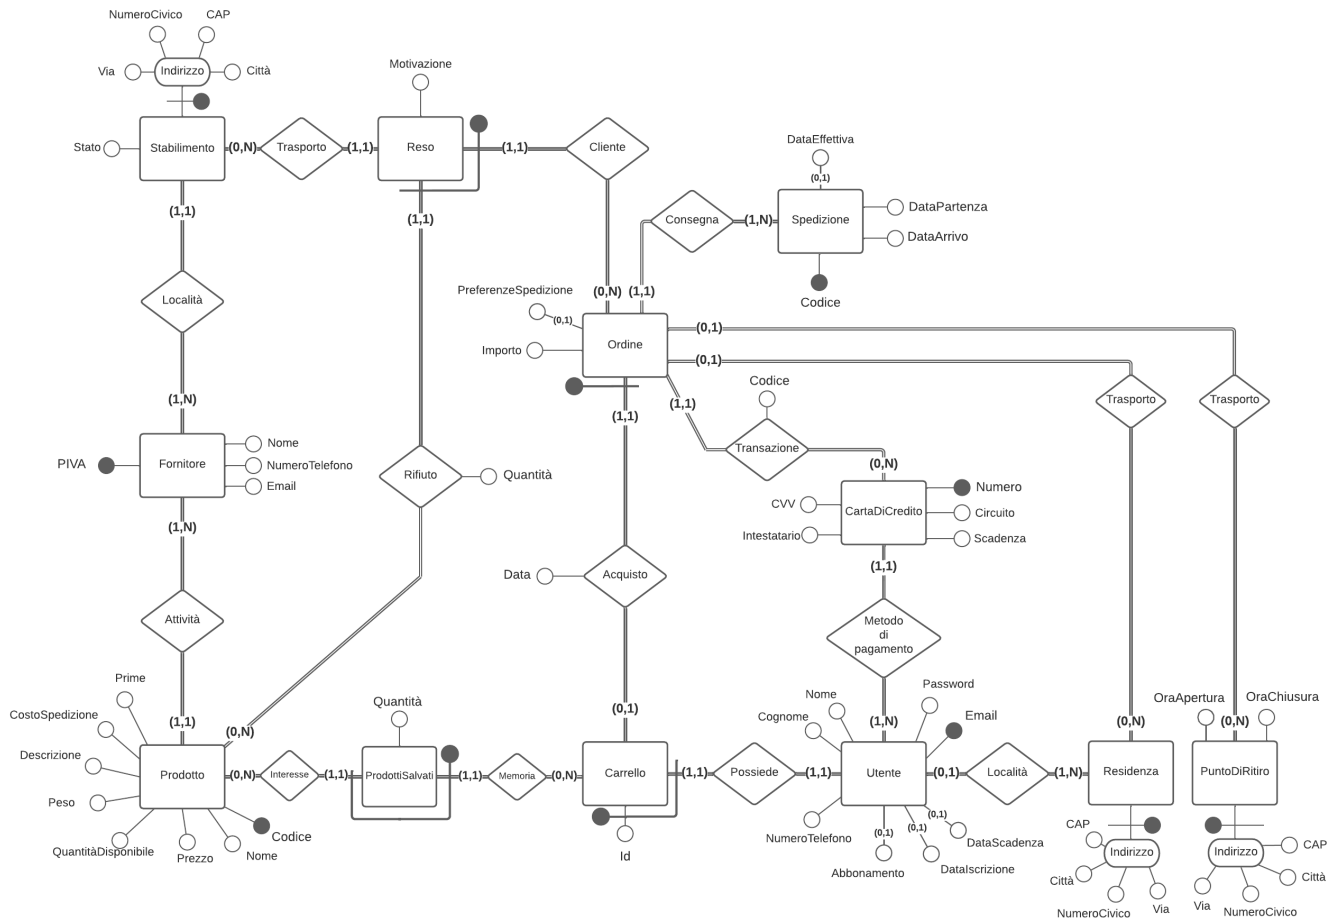 NumeroCivico
CAP
Via
Indirizzo
Città
Motivazione
Stato
Stabilimento
(0,N)
Trasporto
(1,1)
Reso
(1,1)
Cliente
DataEffettiva
(0,1)
Consegna
(1,N)
Spedizione
DataPartenza
DataArrivo
Codice
(1,1)
(1,1)
Località
(0,N)
(1,1)
PreferenzeSpedizione
(0,1)
Importo
Ordine
(0,1)
(0,1)
(1,N)
(1,1)
(1,1)
Codice
Trasporto
Trasporto
PIVA
Fornitore
Nome
NumeroTelefono
Email
Rifiuto
Quantità
Transazione
(0,N)
(1,N)
CVV
Intestatario
CartaDiCredito
Numero
Circuito
Scadenza
(1,1)
Data
Acquisto
Attività
Metodo
di
pagamento
Prime
CostoSpedizione
Descrizione
Peso
(1,1)
(0,N)
Quantità
(0,1)
Nome
Cognome
(1,N)
Password
Email
(0,N)
OraApertura
(0,N)
OraChiusura
Prodotto
(0,N)
Interesse
(1,1)
ProdottiSalvati
(1,1)
Memoria
(0,N)
Carrello
(1,1)
Possiede
(1,1)
Utente
(0,1)
Località
(1,N)
Residenza
PuntoDiRitiro
QuantitàDisponibile
Prezzo
Nome
Codice
Id
NumeroTelefono
(0,1)
Abbonamento
(0,1)
DataIscrizione
(0,1)
DataScadenza
CAP
Indirizzo
Città
NumeroCivico
Via
Indirizzo
CAP
Città
Via
NumeroCivico